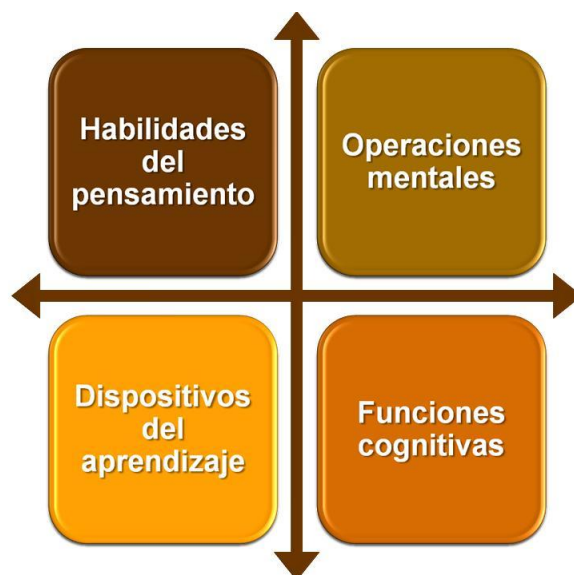 Habilidades
del
pensamiento
Operaciones
mentales
Dispositivos
del
aprendizaje
Funciones
cognitivas